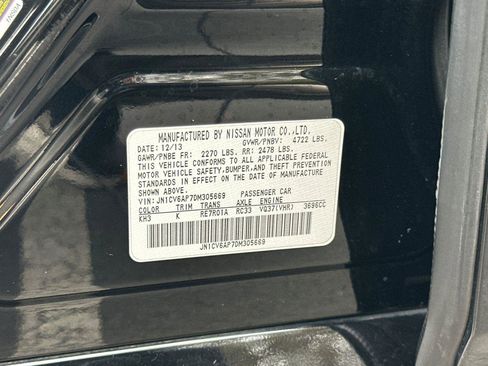 MANUFACTURED BY NISSAN MOTOR CO.,LTD.
DATE: 12/13 GVWR/PNBV: 4722 LBS.
GAWR/PNBE FR: 2270 LBS. RR: 2478 LBS.
THIS VEHICLE CONFORMS TO ALL APPLICABLE FEDERAL
MOTOR VEHICLE SAFETY,BUMPER,AND THEFT PREVENTION
STANDARDS IN EFFECT ON THE DATE OF MANUFACTURE
SHOWN ABOVE.
VIN: JN1CV6AP7DM305669 PASSENGER CAR
COLOR TRIM TRANS AXLE ENGINE
KH3 K RE7R01A RC33 VQ37(VHR) 3696CC
JN1CV6AP7DM305669